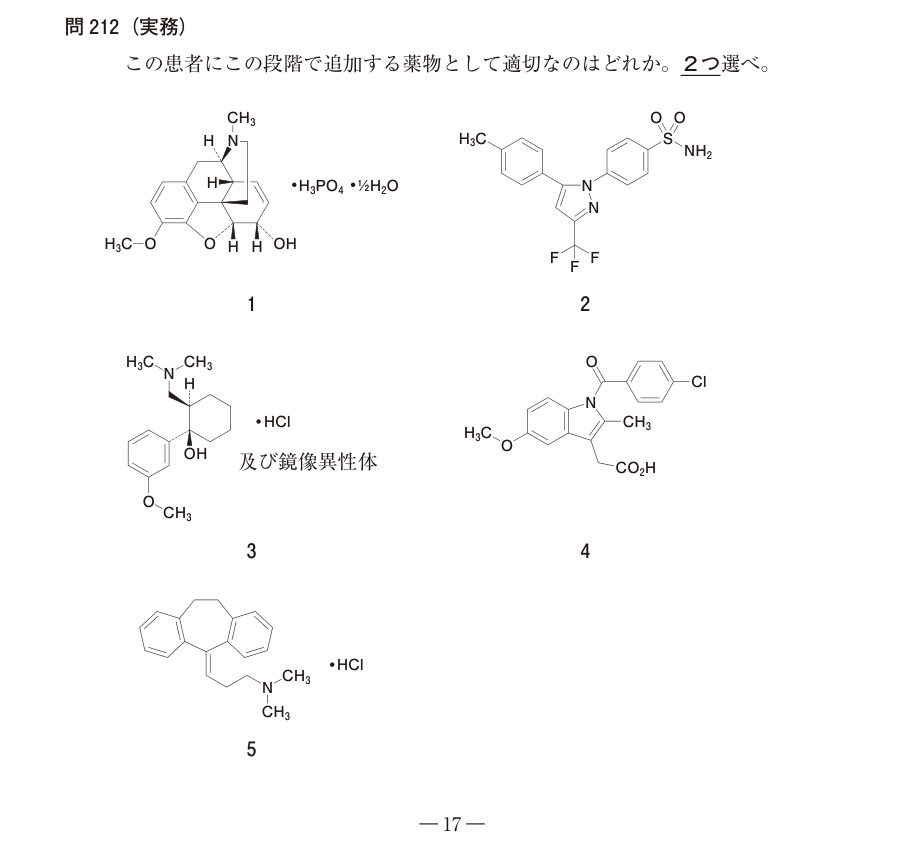 問 212（実務）
この患者にこの段階で追加する薬物として適切なのはどれか。２つ選べ。
CH₃
H
N
H
•H₃PO₄ •½H₂O
H₃C
O
O
H
H
OH
1
O
O
S
NH₂
H₃C
N
N
F
F
F
2
H₃C
CH₃
N
H
•HCl
OH
及び鏡像異性体
O
CH₃
3
O
Cl
N
CH₃
H₃C
O
CO₂H
4
•HCl
N
CH₃
CH₃
5
― 17 ―